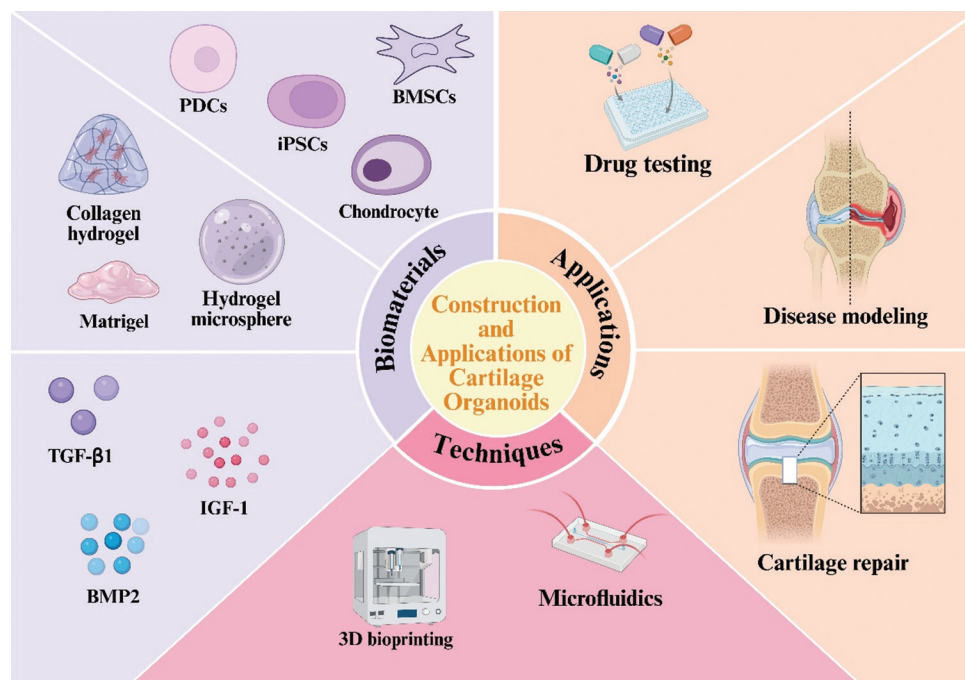 PDCs
BMSCs
iPSCs
Chondrocyte
Collagen
hydrogel
Matrigel
Hydrogel
microsphere
TGF-β1
IGF-1
BMP2
Biomaterials
Applications
Techniques
Construction
and
Applications of
Cartilage
Organoids
Drug testing
Disease modeling
Cartilage repair
3D bioprinting
Microfluidics